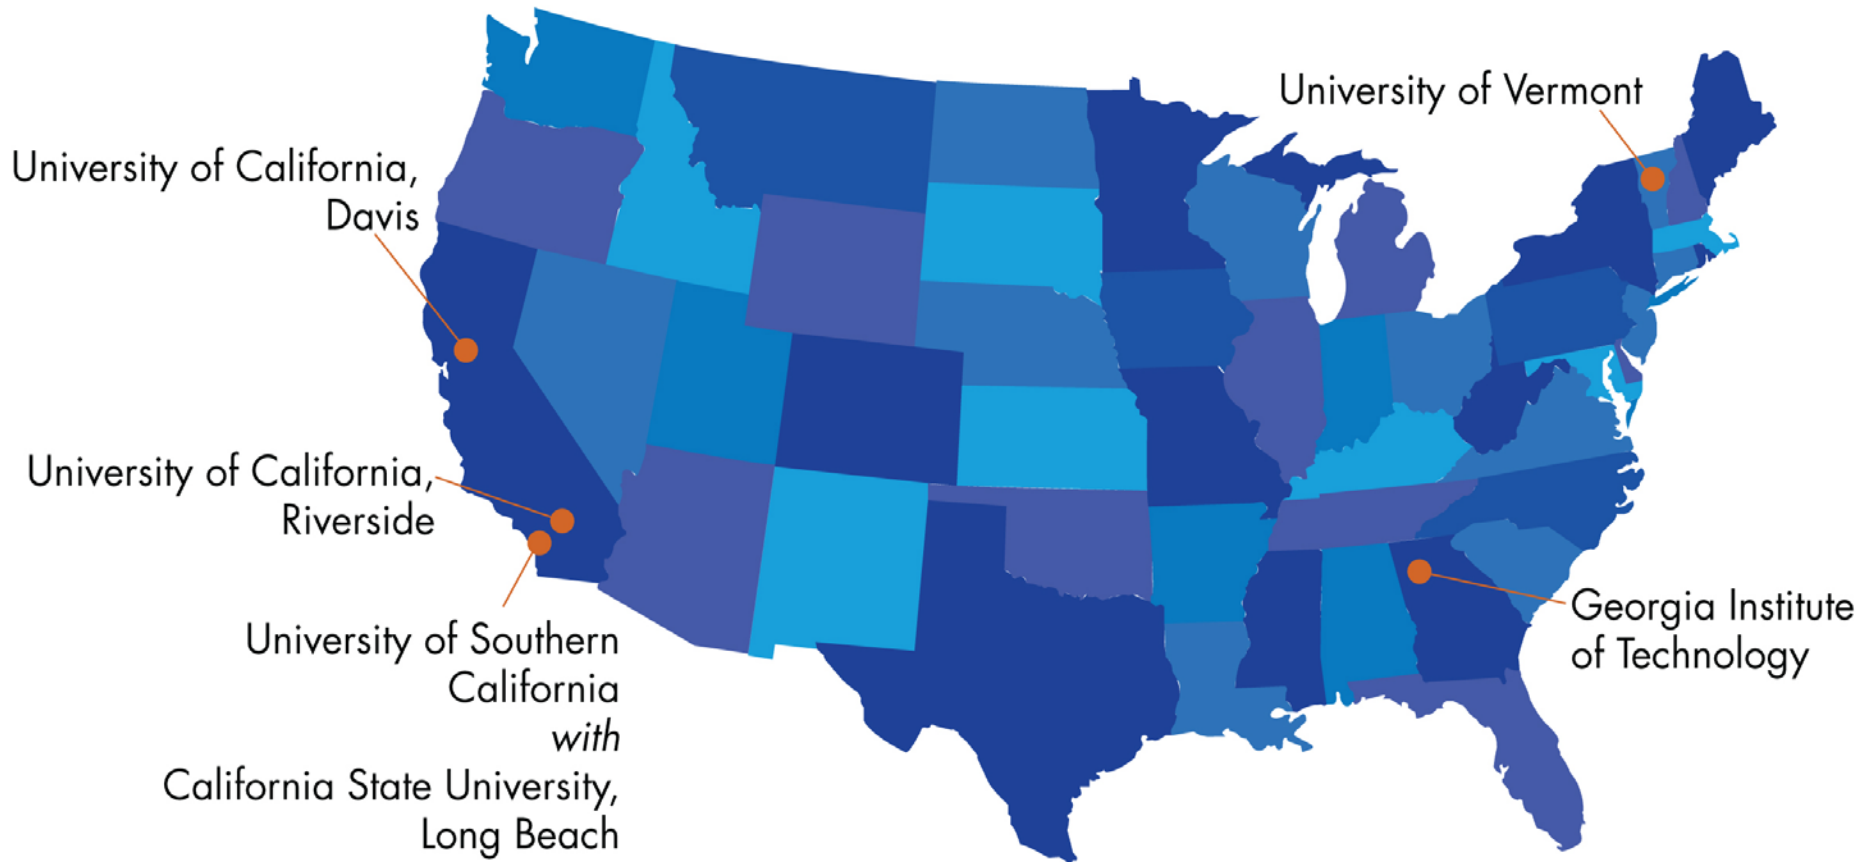 University of Vermont
University of California,
Davis
University of California,
Riverside
University of Southern
California
with
California State University,
Long Beach
Georgia Institute
of Technology